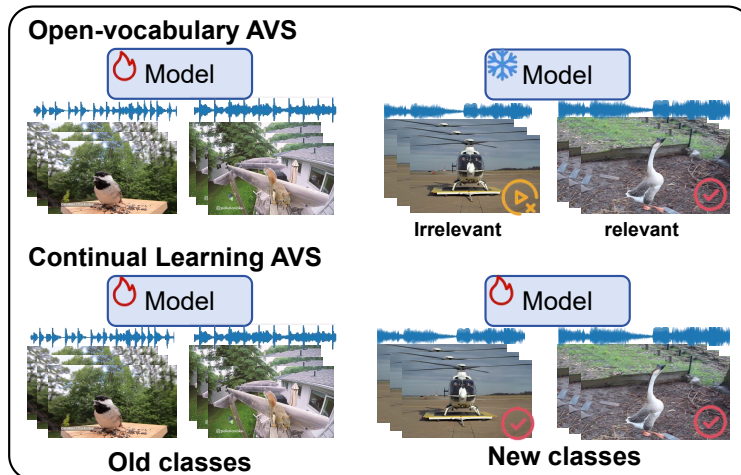 Open-vocabulary AVS
Model
Model
Irrelevant
relevant
Continual Learning AVS
Model
Model
Old classes
New classes